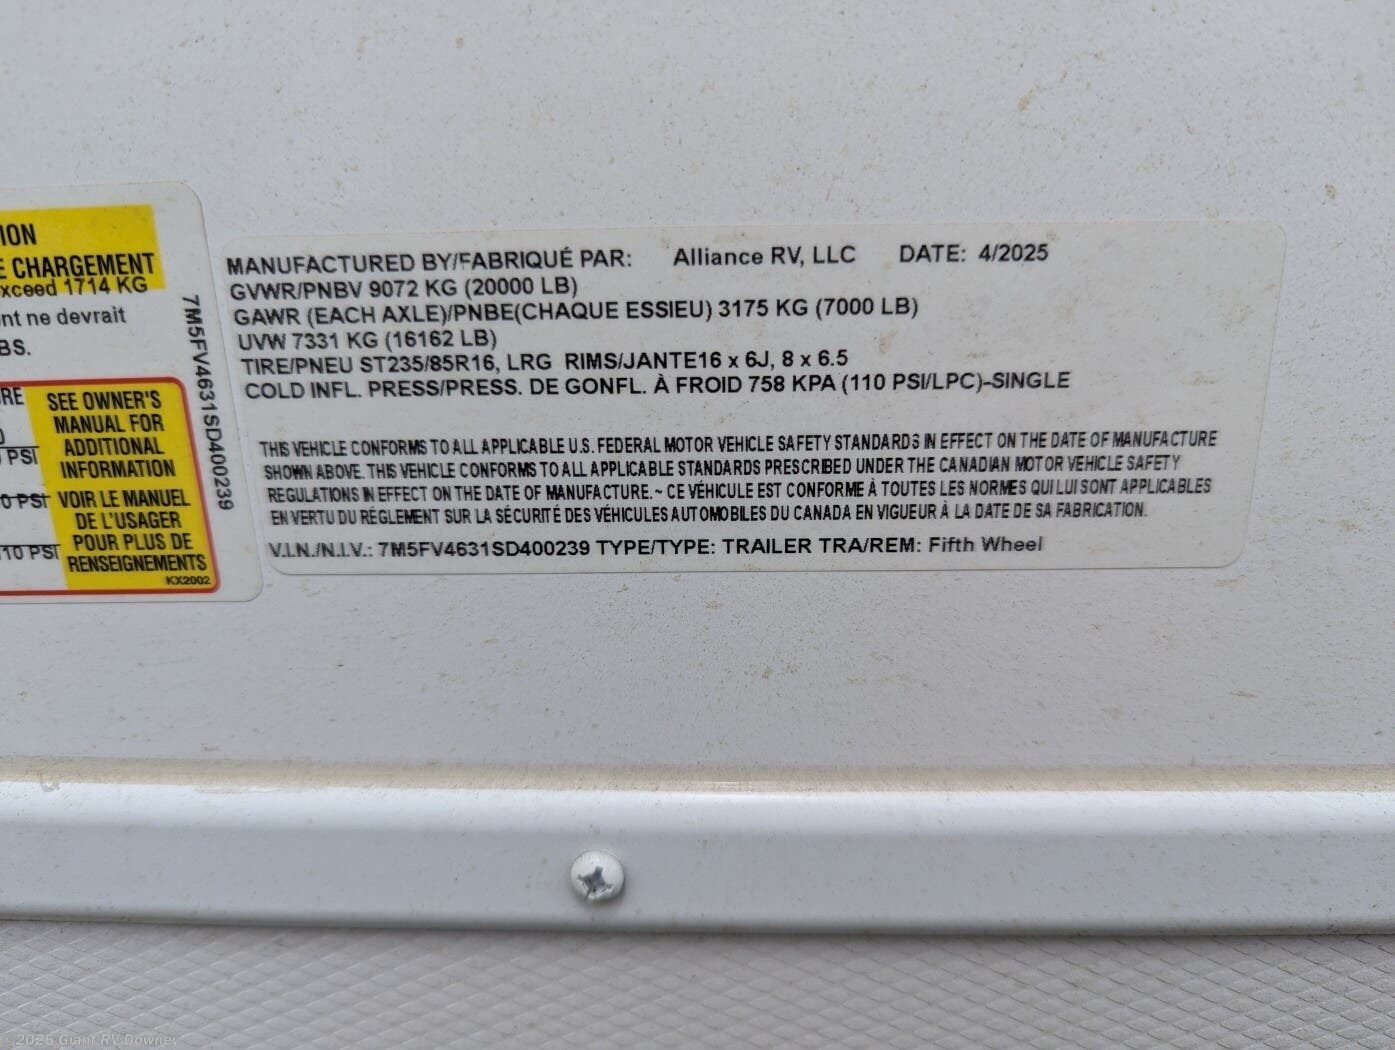 ION
E CHARGEMENT
xceed 1714 KG
nt ne devrait
BS.
RE
PSI
SEE OWNER'S
MANUAL FOR
ADDITIONAL
INFORMATION
0 PSI
VOIR LE MANUEL
DE L'USAGER
10 PSI
POUR PLUS DE
RENSEIGNEMENTS
KX2002
7M5FV4631SD400239
MANUFACTURED BY/FABRIQUÉ PAR: Alliance RV, LLC DATE: 4/2025
GVWR/PNBV 9072 KG (20000 LB)
GAWR (EACH AXLE)/PNBE(CHAQUE ESSIEU) 3175 KG (7000 LB)
UVW 7331 KG (16162 LB)
TIRE/PNEU ST235/85R16, LRG RIMS/JANTE16 x 6J, 8 x 6.5
COLD INFL. PRESS/PRESS. DE GONFL. À FROID 758 KPA (110 PSI/LPC)-SINGLE
THIS VEHICLE CONFORMS TO ALL APPLICABLE U.S. FEDERAL MOTOR VEHICLE SAFETY STANDARDS IN EFFECT ON THE DATE OF MANUFACTURE
SHOWN ABOVE. THIS VEHICLE CONFORMS TO ALL APPLICABLE STANDARDS PRESCRIBED UNDER THE CANADIAN MOTOR VEHICLE SAFETY
REGULATIONS IN EFFECT ON THE DATE OF MANUFACTURE. ~ CE VÉHICULE EST CONFORME À TOUTES LES NORMES QUI LUI SONT APPLICABLES
EN VERTU DU RÉGLEMENT SUR LA SÉCURITÉ DES VÉHICULES AUTOMOBILES DU CANADA EN VIGUEUR À LA DATE DE SA FABRICATION.
V.I.N./N.I.V.: 7M5FV4631SD400239 TYPE/TYPE: TRAILER TRA/REM: Fifth Wheel
©2026 Giant RV Downey